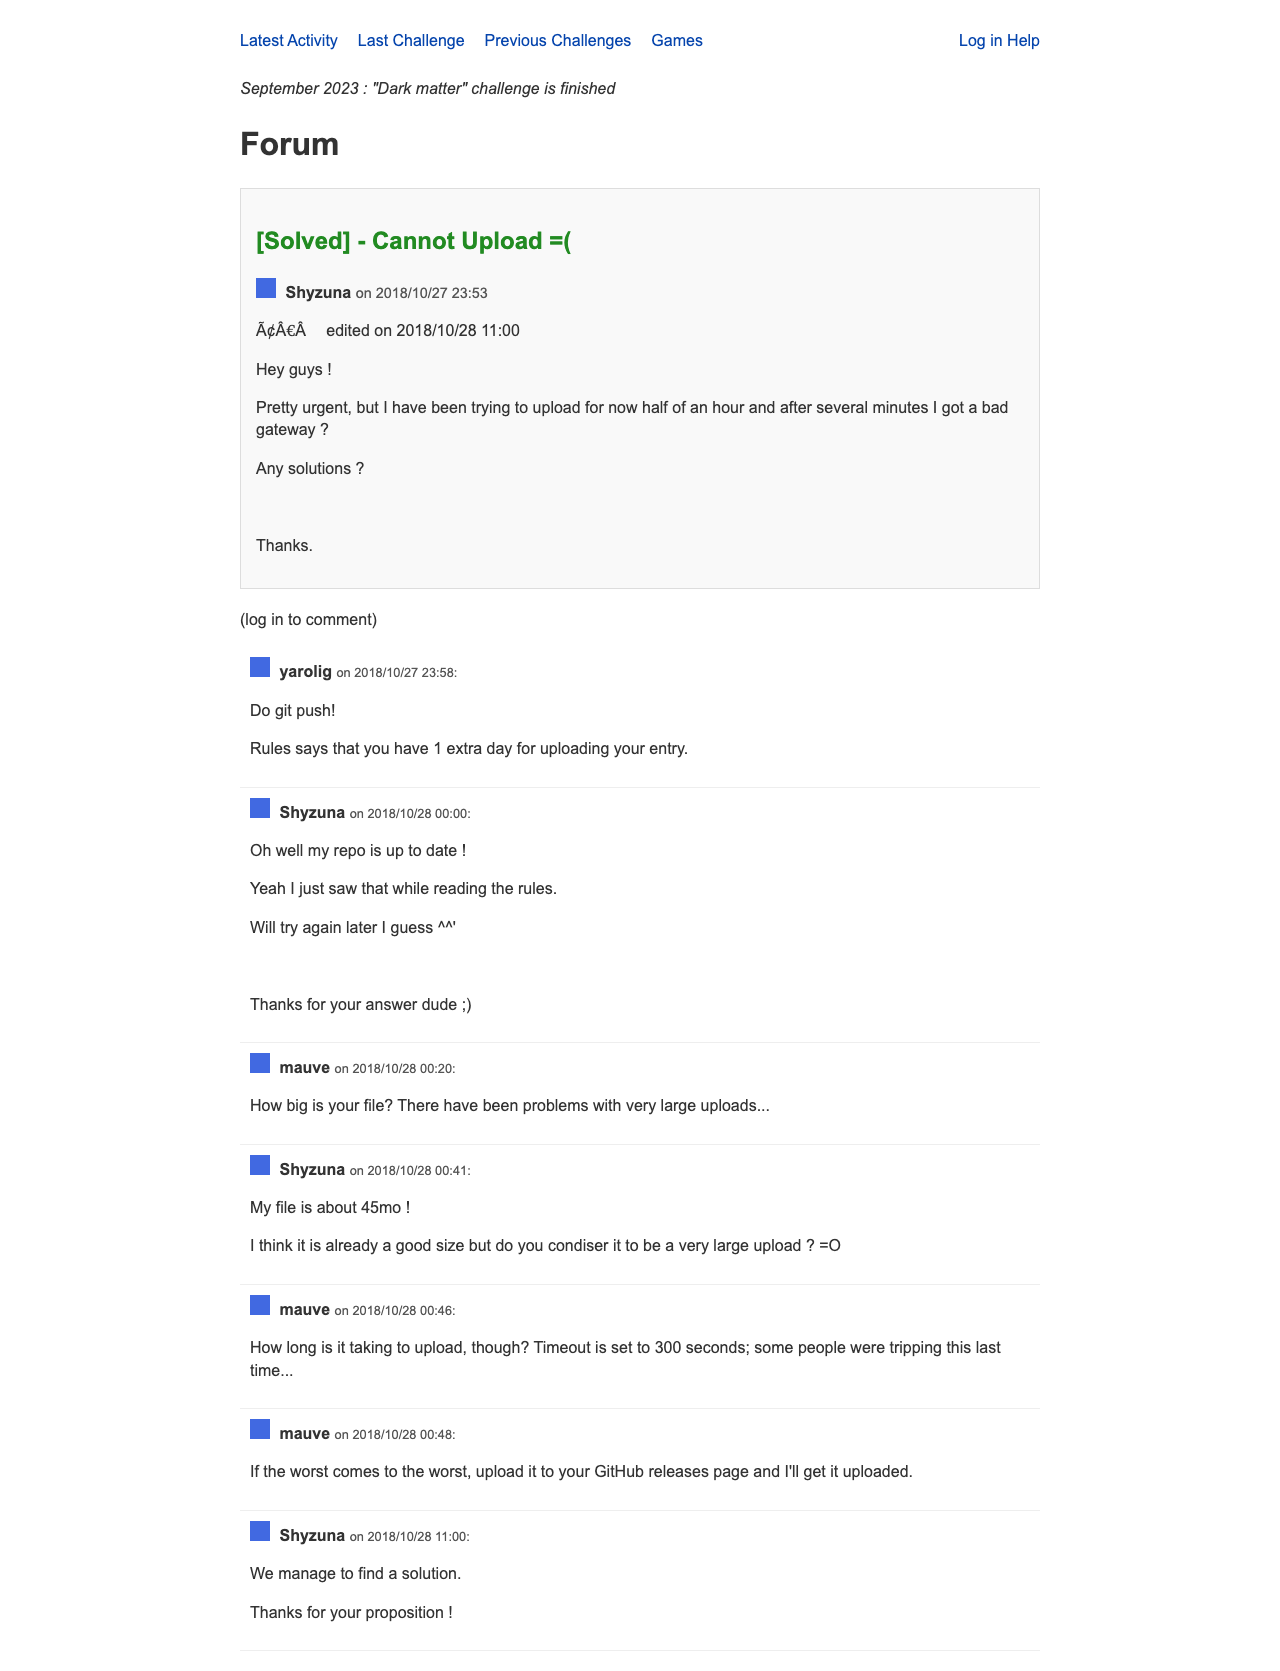 Latest Activity Last Challenge Previous Challenges Games Log in Help
September 2023 : "Dark matter" challenge is finished
Forum
[Solved] - Cannot Upload =(
Shyzuna on 2018/10/27 23:53
Ã¢Â€Â edited on 2018/10/28 11:00
Hey guys !
Pretty urgent, but I have been trying to upload for now half of an hour and after several minutes I got a bad
gateway ?
Any solutions ?
Thanks.
(log in to comment)
yarolig on 2018/10/27 23:58:
Do git push!
Rules says that you have 1 extra day for uploading your entry.
Shyzuna on 2018/10/28 00:00:
Oh well my repo is up to date !
Yeah I just saw that while reading the rules.
Will try again later I guess ^^'
Thanks for your answer dude ;)
mauve on 2018/10/28 00:20:
How big is your file? There have been problems with very large uploads...
Shyzuna on 2018/10/28 00:41:
My file is about 45mo !
I think it is already a good size but do you condiser it to be a very large upload ? =O
mauve on 2018/10/28 00:46:
How long is it taking to upload, though? Timeout is set to 300 seconds; some people were tripping this last
time...
mauve on 2018/10/28 00:48:
If the worst comes to the worst, upload it to your GitHub releases page and I'll get it uploaded.
Shyzuna on 2018/10/28 11:00:
We manage to find a solution.
Thanks for your proposition !